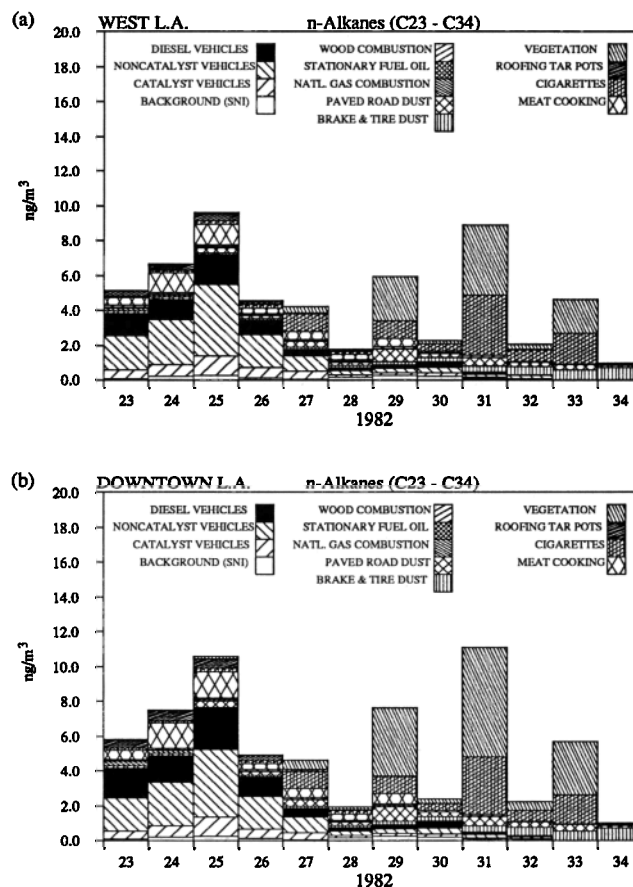 (a) WEST L.A. n-Alkanes (C23 - C34)
20.0
18.0
16.0
14.0
12.0
10.0
8.0
6.0
4.0
2.0
0.0
ng/m³
DIESEL VEHICLES
NONCATALYST VEHICLES
CATALYST VEHICLES
BACKGROUND (SNI)
WOOD COMBUSTION
STATIONARY FUEL OIL
NATL. GAS COMBUSTION
PAVED ROAD DUST
BRAKE & TIRE DUST
VEGETATION
ROOFING TAR POTS
CIGARETTES
MEAT COOKING
23 24 25 26 27 28 29 30 31 32 33 34
1982
(b) DOWNTOWN L.A. n-Alkanes (C23 - C34)
20.0
18.0
16.0
14.0
12.0
10.0
8.0
6.0
4.0
2.0
0.0
ng/m³
DIESEL VEHICLES
NONCATALYST VEHICLES
CATALYST VEHICLES
BACKGROUND (SNI)
WOOD COMBUSTION
STATIONARY FUEL OIL
NATL. GAS COMBUSTION
PAVED ROAD DUST
BRAKE & TIRE DUST
VEGETATION
ROOFING TAR POTS
CIGARETTES
MEAT COOKING
23 24 25 26 27 28 29 30 31 32 33 34
1982